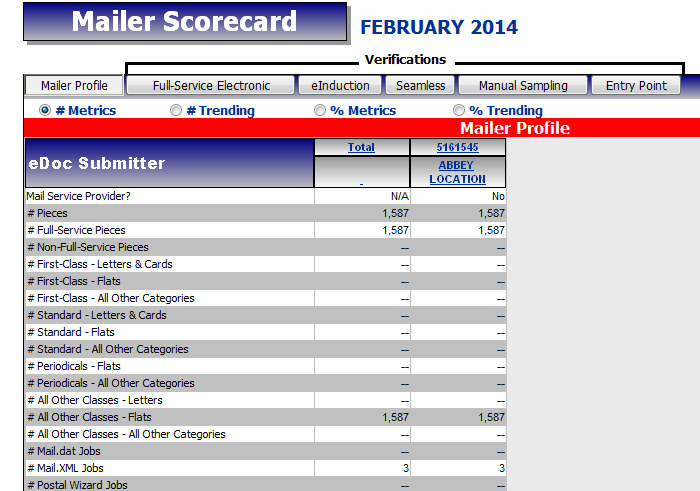 Mailer Scorecard
FEBRUARY 2014
Verifications
Mailer Profile Full-Service Electronic eInduction Seamless Manual Sampling Entry Point
# Metrics # Trending % Metrics % Trending
Mailer Profile
eDoc Submitter Total 5161545
ABBEY LOCATION
Mail Service Provider? N/A No
# Pieces 1,587 1,587
# Full-Service Pieces 1,587 1,587
# Non-Full-Service Pieces -- --
# First-Class - Letters & Cards -- --
# First-Class - Flats -- --
# First-Class - All Other Categories -- --
# Standard - Letters & Cards -- --
# Standard - Flats -- --
# Standard - All Other Categories -- --
# Periodicals - Flats -- --
# Periodicals - All Other Categories -- --
# All Other Classes - Letters -- --
# All Other Classes - Flats 1,587 1,587
# All Other Classes - All Other Categories -- --
# Mail.dat Jobs -- --
# Mail.XML Jobs 3 3
# Postal Wizard Jobs -- --